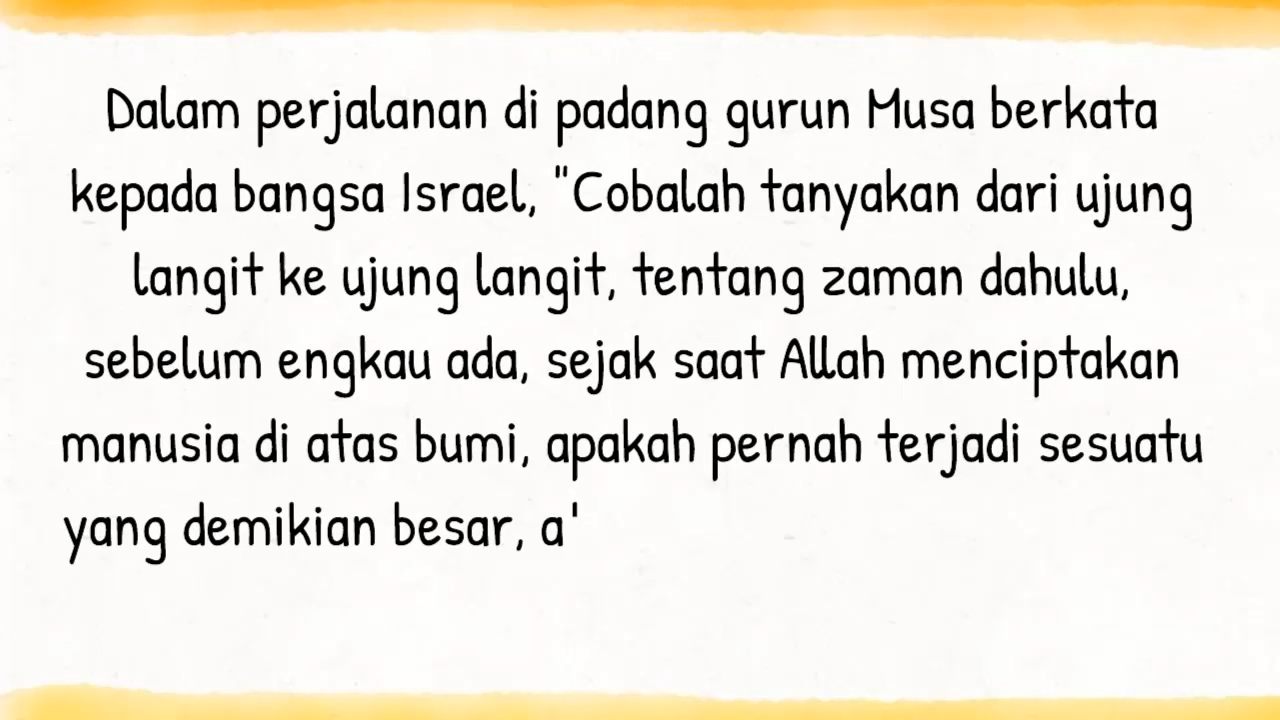 Dalam perjalanan di padang gurun Musa berkata
kepada bangsa Israel, "Cobalah tanyakan dari ujung
langit ke ujung langit, tentang zaman dahulu,
sebelum engkau ada, sejak saat Allah menciptakan
manusia di atas bumi, apakah pernah terjadi sesuatu
yang demikian besar, a'